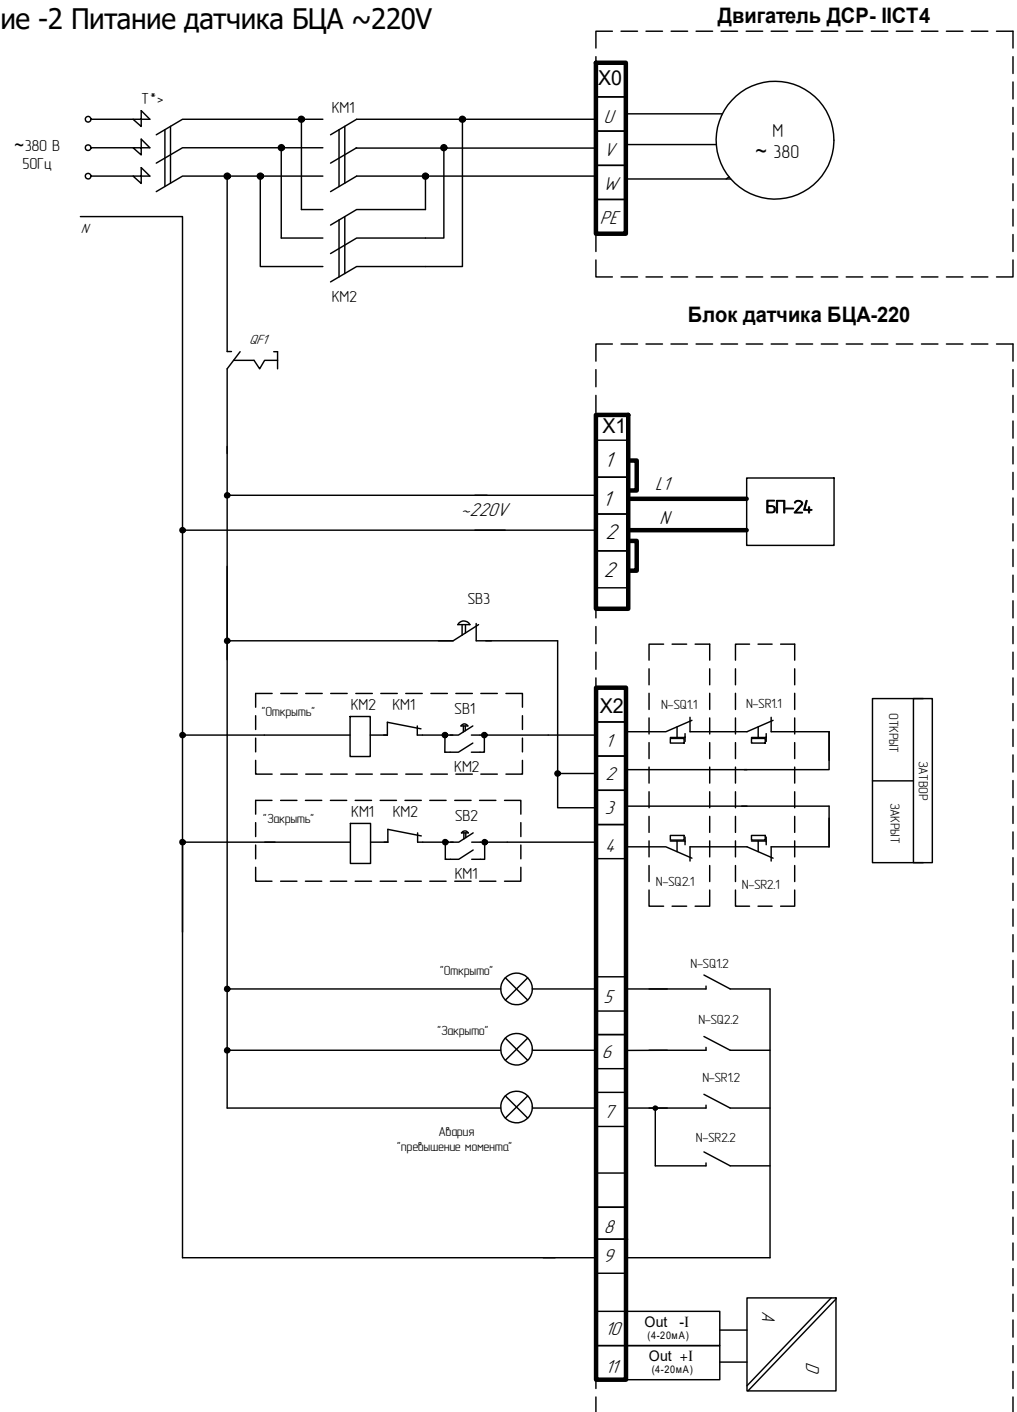 ие -2 Питание датчика БЦА ~220V
Двигатель ДСР- IICT4
T*>
KM1
X0
U
V
W
PE
~380 В
50Гц
М
~ 380
N
KM2
QF1
Блок датчика БЦА-220
X1
1
1
2
2
L1
N
БП-24
~220V
SB3
"Открыть"
KM2
KM1
SB1
KM2
X2
1
2
3
4
N-SQ1.1
N-SR1.1
ОТКРЫТ
ЗАКРЫТ
ЗАТВОР
"Закрыть"
KM1
KM2
SB2
KM1
N-SQ2.1
N-SR2.1
"Открыто"
5
N-SQ1.2
"Закрыто"
6
N-SQ2.2
7
N-SR1.2
Авария
"превышение момента"
N-SR2.2
8
9
10
Out -I
(4-20мА)
11
Out +I
(4-20мА)
A
D